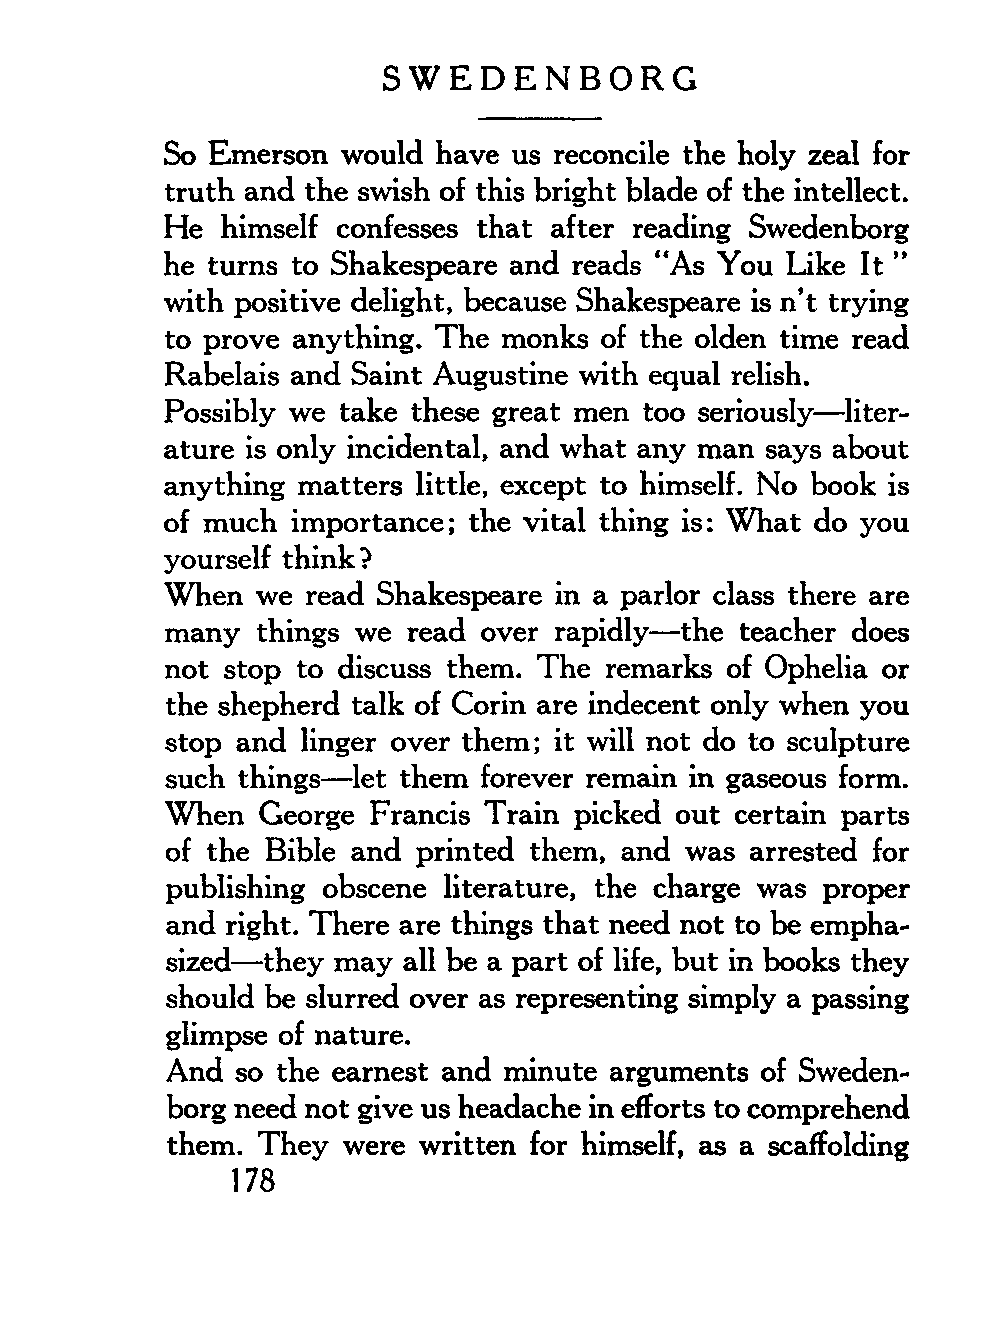 SWEDENBORG
So Emerson would have us reconcile the holy zeal for
truth and the swish of this bright blade of the intellect.
He himself confesses that after reading Swedenborg
he turns to Shakespeare and reads "As You Like It"
with positive delight, because Shakespeare is n't trying
to prove anything. The monks of the olden time read
Rabelais and Saint Augustine with equal relish.
Possibly we take these great men too seriously—liter-
ature is only incidental, and what any man says about
anything matters little, except to himself. No book is
of much importance; the vital thing is: What do you
yourself think?
When we read Shakespeare in a parlor class there are
many things we read over rapidly—the teacher does
not stop to discuss them. The remarks of Ophelia or
the shepherd talk of Corin are indecent only when you
stop and linger over them; it will not do to sculpture
such things—let them forever remain in gaseous form.
When George Francis Train picked out certain parts
of the Bible and printed them, and was arrested for
publishing obscene literature, the charge was proper
and right. There are things that need not to be empha-
sized—they may all be a part of life, but in books they
should be slurred over as representing simply a passing
glimpse of nature.
And so the earnest and minute arguments of Sweden-
borg need not give us headache in efforts to comprehend
them. They were written for himself, as a scaffolding
178